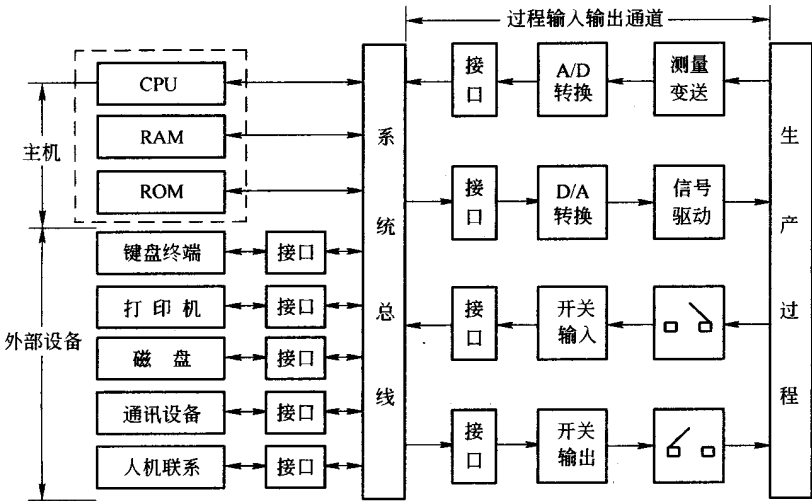 过程输入输出通道
主机
外部设备
CPU
RAM
ROM
键盘终端
接口
打印机
接口
磁盘
接口
通讯设备
接口
人机联系
接口
系统总线
接口
A/D
转换
测量
变送
接口
D/A
转换
信号
驱动
接口
开关
输入
接口
开关
输出
生产过程